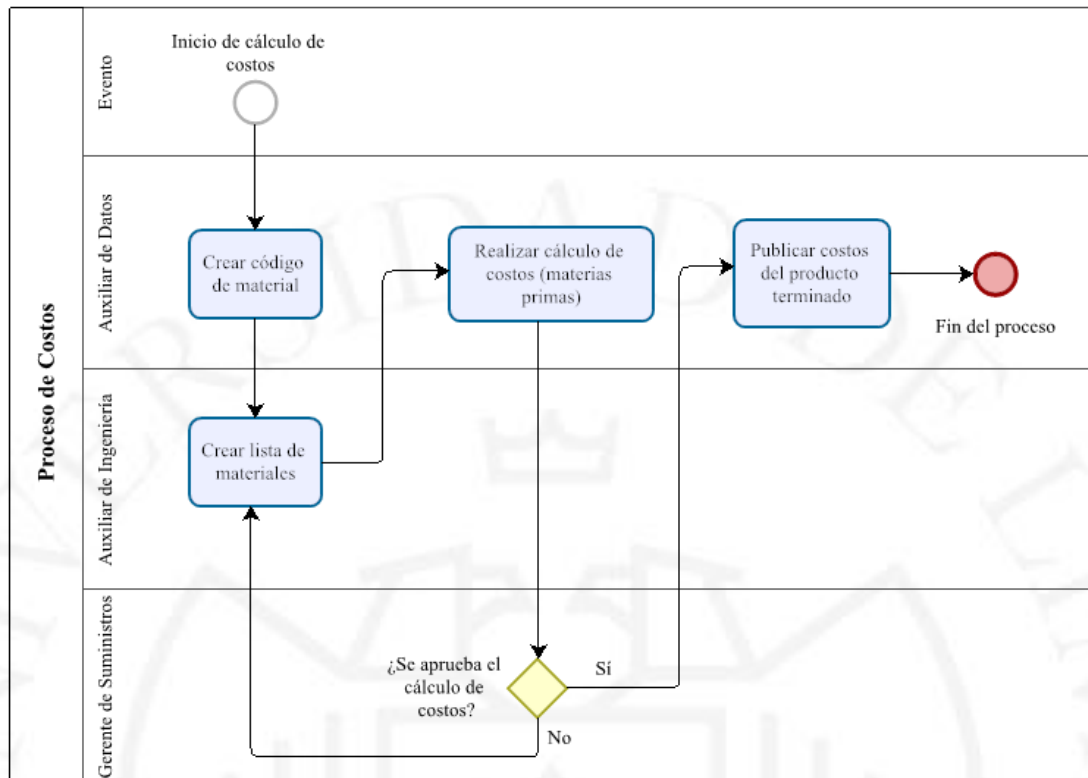 Proceso de Costos
Evento
Inicio de cálculo de
costos
Auxiliar de Datos
Crear código
de material
Realizar cálculo de
costos (materias
primas)
Publicar costos
del producto
terminado
Fin del proceso
Auxiliar de Ingeniería
Crear lista de
materiales
Gerente de Suministros
¿Se aprueba el
cálculo de
costos?
Sí
No